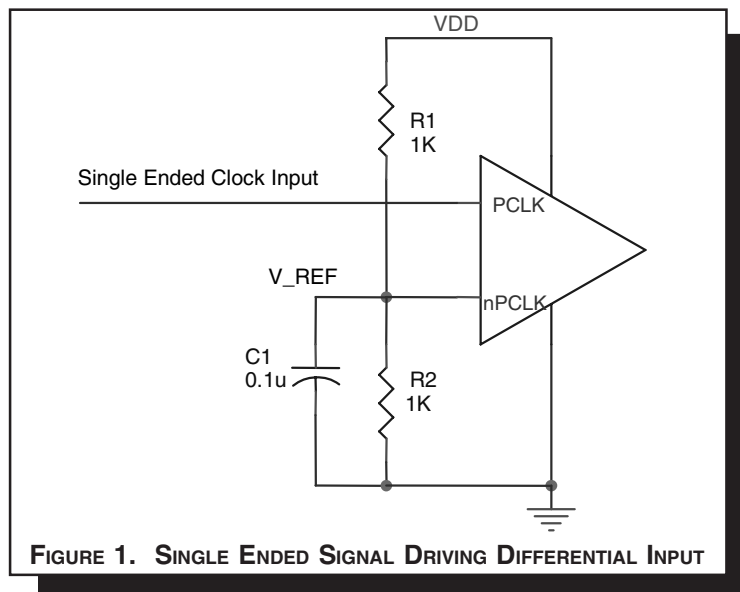 VDD
R1
1K
Single Ended Clock Input
PCLK
V_REF
nPCLK
C1
0.1u
R2
1K
FIGURE 1. SINGLE ENDED SIGNAL DRIVING DIFFERENTIAL INPUT